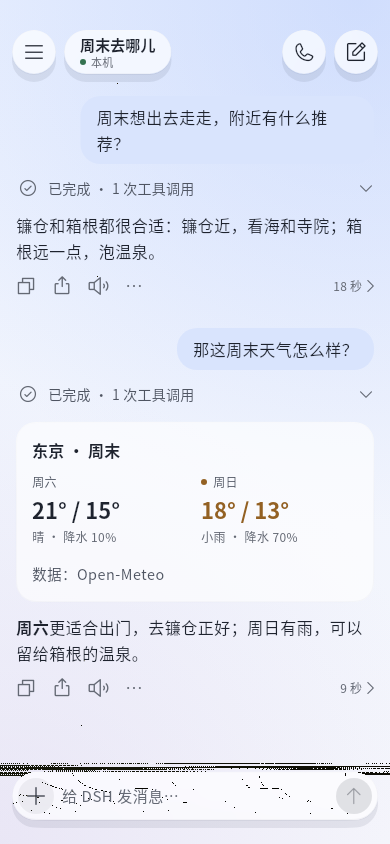 周末去哪儿
本机
周末想出去走走，附近有什么推
荐？
已完成 · 1 次工具调用
镰仓和箱根都很合适：镰仓近，看海和寺院；箱
根远一点，泡温泉。
18 秒
那这周末天气怎么样？
已完成 · 1 次工具调用
东京 · 周末
周六
周日
21° / 15°
18° / 13°
晴 · 降水 10%
小雨 · 降水 70%
数据：Open-Meteo
周六更适合出门，去镰仓正好；周日有雨，可以
留给箱根的温泉。
9 秒
给 DSH 发消息…